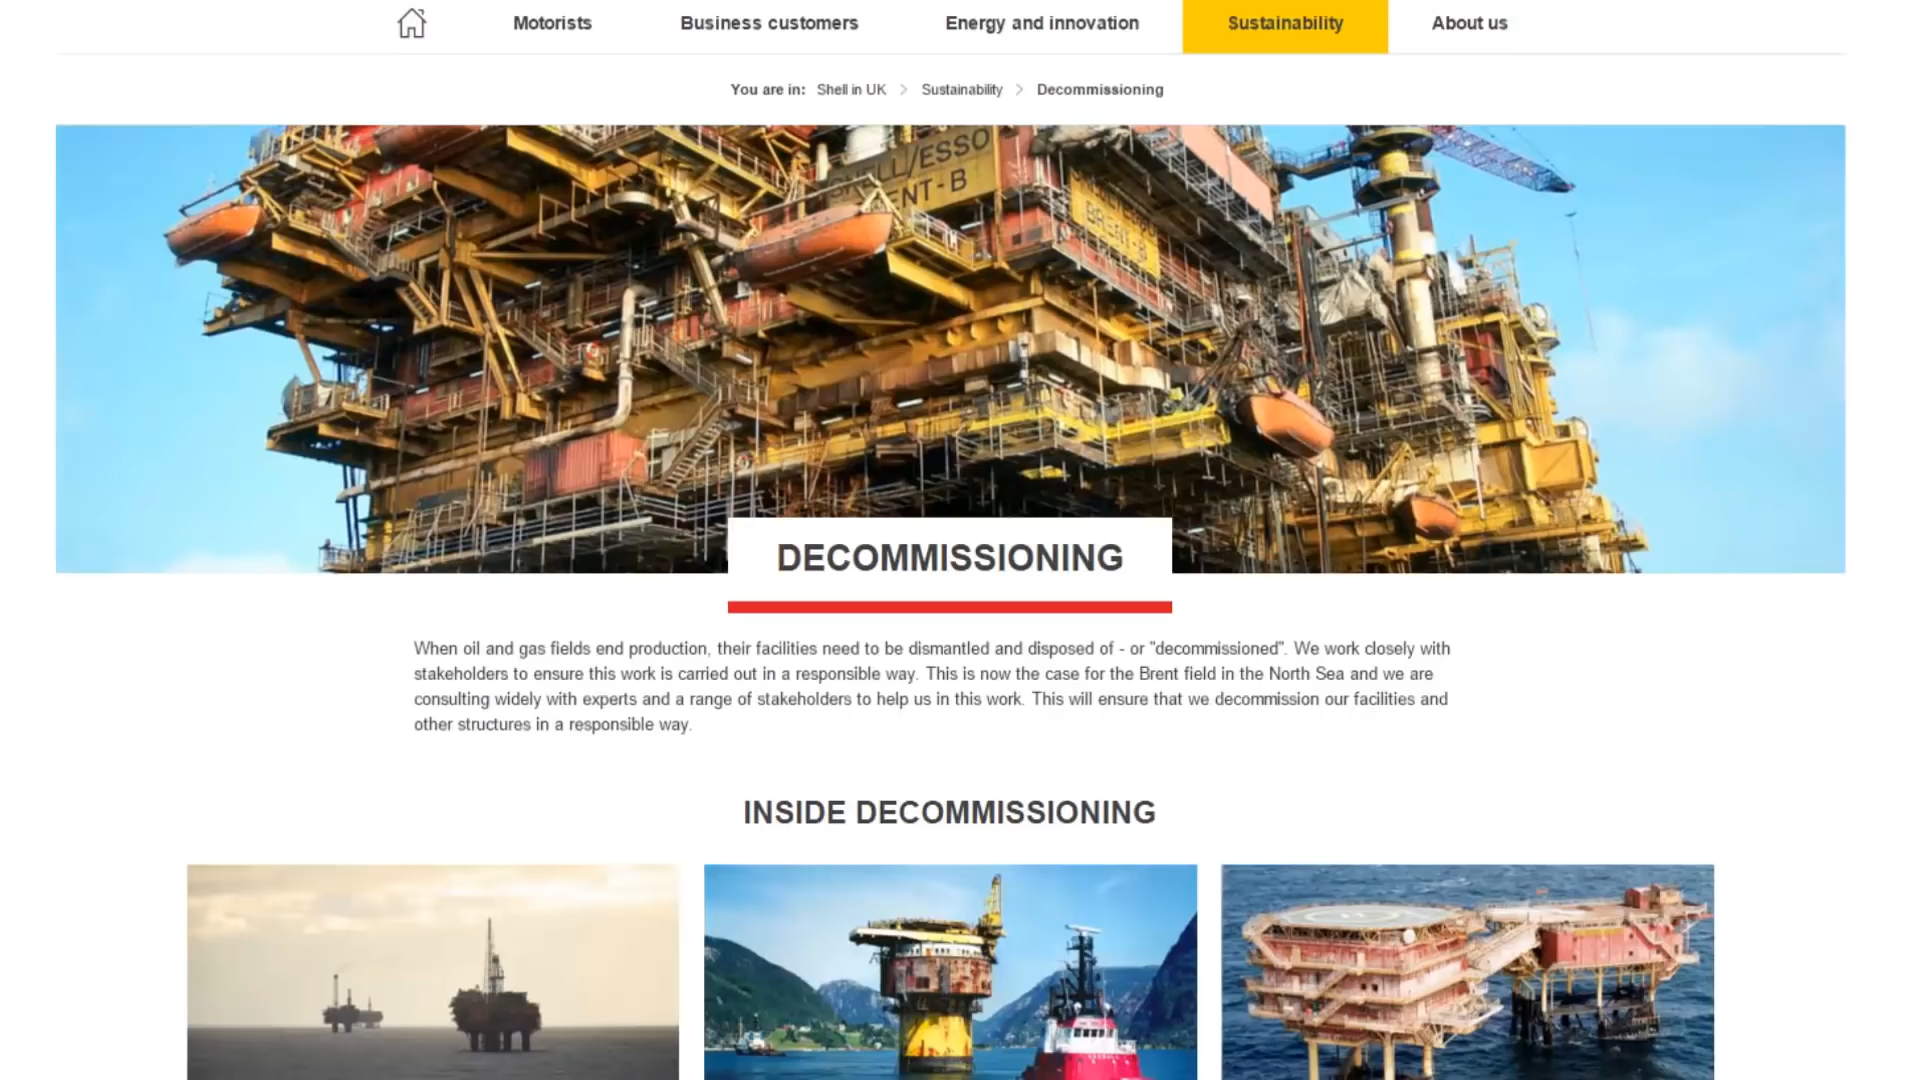 Motorists
Business customers
Energy and innovation
Sustainability
About us
You are in: Shell in UK Sustainability Decommissioning
/ESSO
ENT-B
BRENT-B
DECOMMISSIONING
When oil and gas fields end production, their facilities need to be dismantled and disposed of - or "decommissioned". We work closely with
stakeholders to ensure this work is carried out in a responsible way. This is now the case for the Brent field in the North Sea and we are
consulting widely with experts and a range of stakeholders to help us in this work. This will ensure that we decommission our facilities and
other structures in a responsible way.
INSIDE DECOMMISSIONING